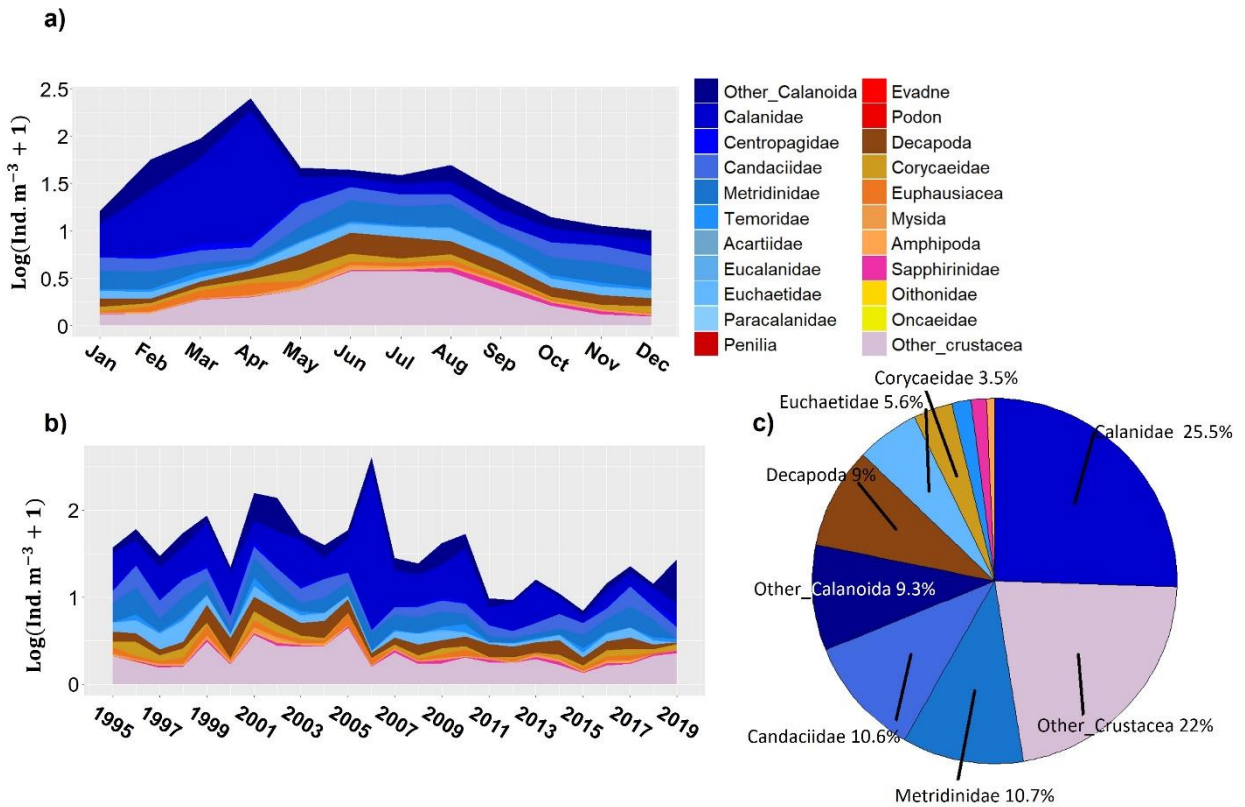 a)
Log(Ind. m⁻³ + 1)
2.5
2
1.5
1
0.5
0
Jan Feb Mar Apr May Jun Jul Aug Sep Oct Nov Dec
Other_Calanoida
Calanidae
Centropagidae
Candaciidae
Metridinidae
Temoridae
Acartiidae
Eucalanidae
Euchaetidae
Paracalanidae
Penilia
Evadne
Podon
Decapoda
Corycaeidae
Euphausiacea
Mysida
Amphipoda
Sapphirinidae
Oithonidae
Oncaeidae
Other_crustacea
b)
Log(Ind. m⁻³ + 1)
2
1
0
1995 1997 1999 2001 2003 2005 2007 2009 2011 2013 2015 2017 2019
c)
Corycaeidae 3.5%
Euchaetidae 5.6%
Calanidae 25.5%
Decapoda 9%
Other_Calanoida 9.3%
Candaciidae 10.6%
Other_Crustacea 22%
Metridinidae 10.7%